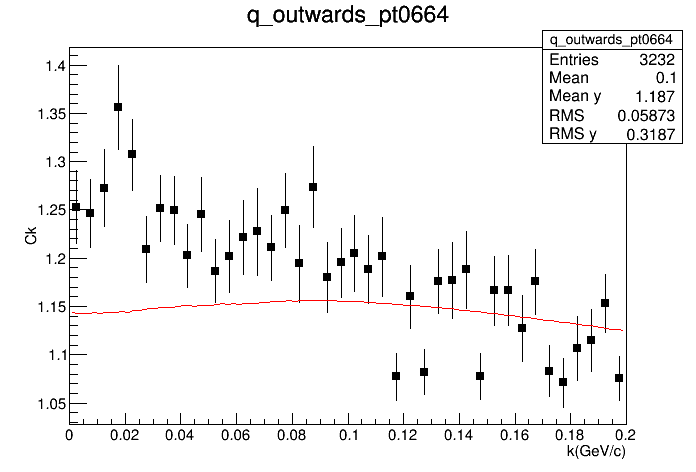 q_outwards_pt0664
q_outwards_pt0664
Entries 3232
Mean 0.1
Mean y 1.187
RMS 0.05873
RMS y 0.3187
1.4
1.35
1.3
1.25
1.2
1.15
1.1
1.05
Ck
0 0.02 0.04 0.06 0.08 0.1 0.12 0.14 0.16 0.18 0.2
k(GeV/c)